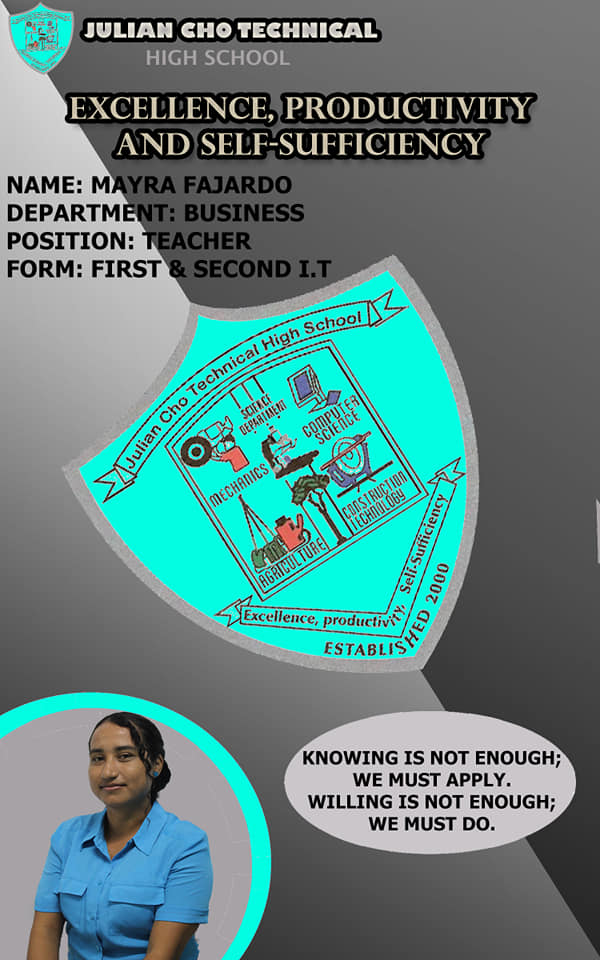 JULIAN CHO TECHNICAL
HIGH SCHOOL
EXCELLENCE, PRODUCTIVITY
AND SELF-SUFFICIENCY
NAME: MAYRA FAJARDO
DEPARTMENT: BUSINESS
POSITION: TEACHER
FORM: FIRST & SECOND I.T
Julian Cho Technical High School
SCIENCE
DEPARTMENT
COMPUTER
SCIENCE
MECHANICS
CONSTRUCTION
TECHNOLOGY
AGRICULTURE
Excellence, productivity, Self-Sufficiency
ESTABLISHED 2000
KNOWING IS NOT ENOUGH;
WE MUST APPLY.
WILLING IS NOT ENOUGH;
WE MUST DO.